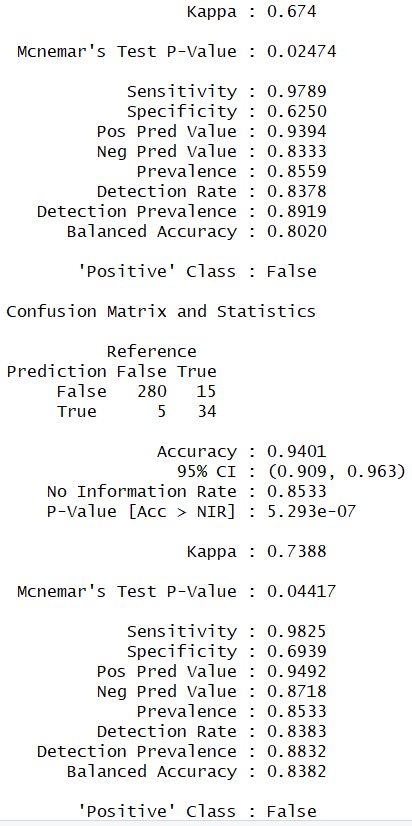 Kappa : 0.674
Mcnemar's Test P-Value : 0.02474
Sensitivity : 0.9789
Specificity : 0.6250
Pos Pred Value : 0.9394
Neg Pred Value : 0.8333
Prevalence : 0.8559
Detection Rate : 0.8378
Detection Prevalence : 0.8919
Balanced Accuracy : 0.8020
'Positive' Class : False
Confusion Matrix and Statistics
Reference
Prediction False True
False 280 15
True 5 34
Accuracy : 0.9401
95% CI : (0.909, 0.963)
No Information Rate : 0.8533
P-Value [Acc > NIR] : 5.293e-07
Kappa : 0.7388
Mcnemar's Test P-Value : 0.04417
Sensitivity : 0.9825
Specificity : 0.6939
Pos Pred Value : 0.9492
Neg Pred Value : 0.8718
Prevalence : 0.8533
Detection Rate : 0.8383
Detection Prevalence : 0.8832
Balanced Accuracy : 0.8382
'Positive' Class : False